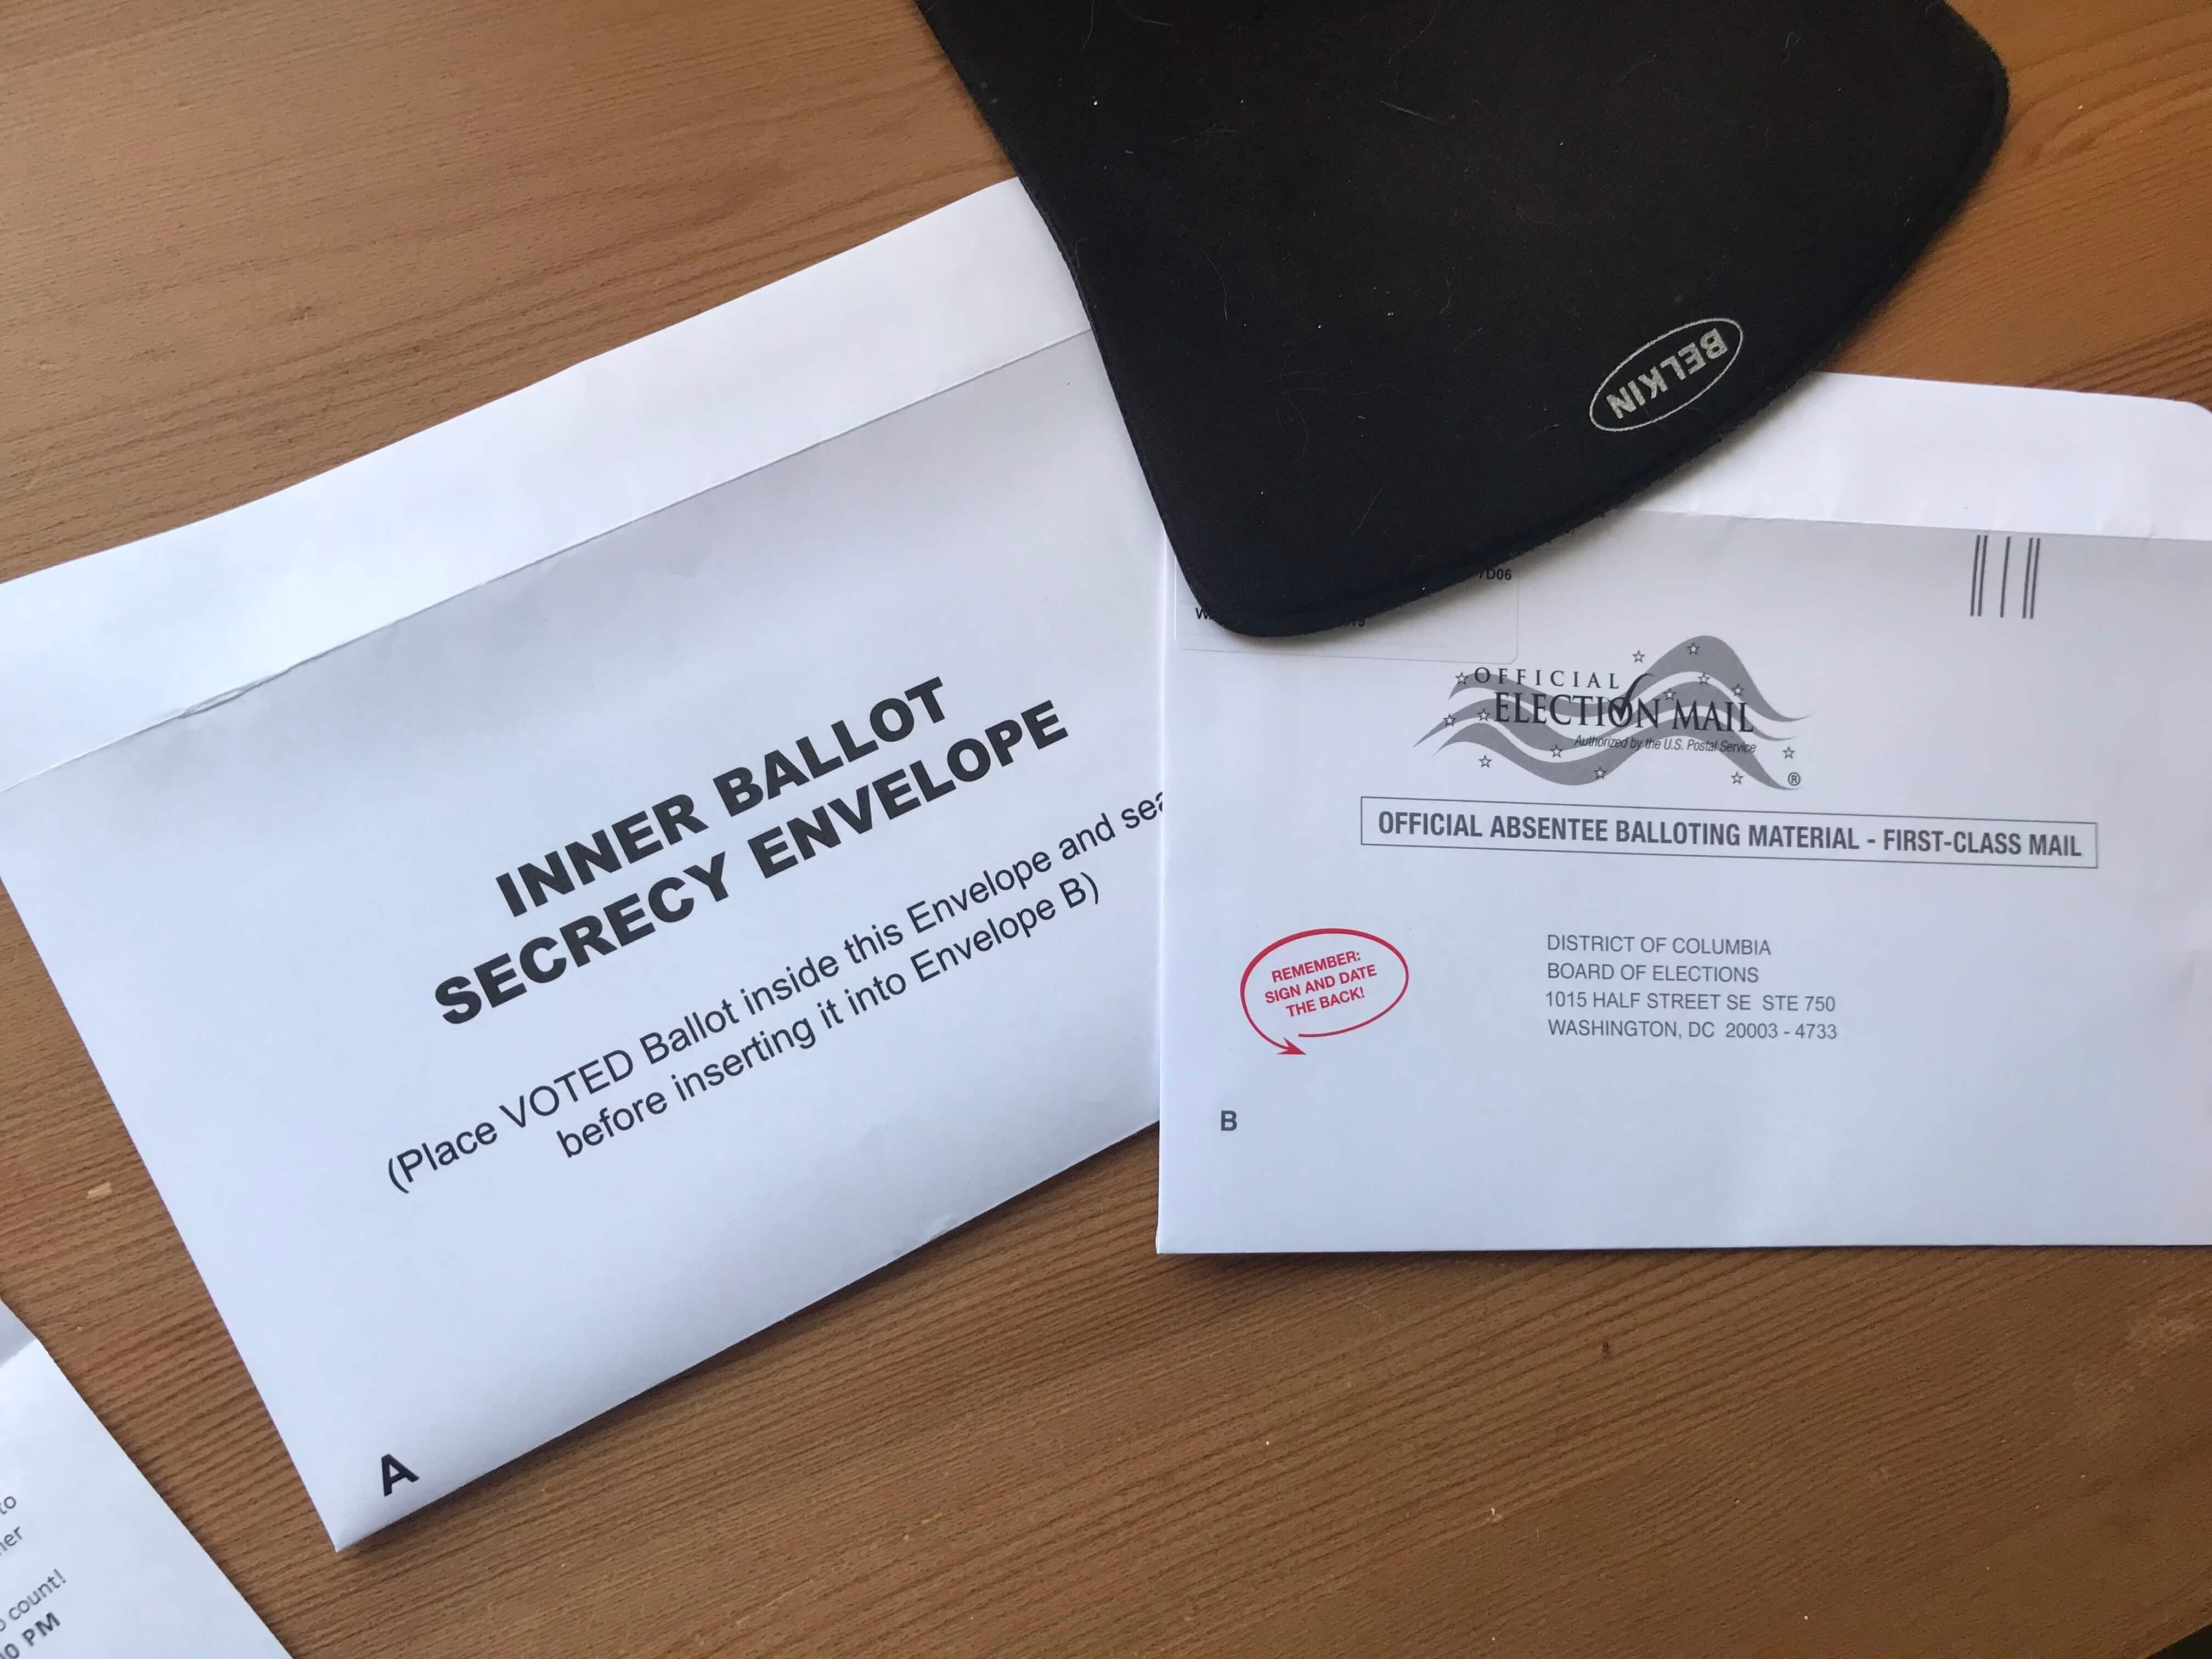 INNER BALLOT
SECRECY ENVELOPE
(Place VOTED Ballot inside this Envelope and
before inserting it into Envelope B)
A
BELKIN
OFFICIAL
ELECTION MAIL
Authorized by the U.S. Postal Service
®
OFFICIAL ABSENTEE BALLOTING MATERIAL - FIRST-CLASS MAIL
REMEMBER:
SIGN AND DATE
THE BACK!
DISTRICT OF COLUMBIA
BOARD OF ELECTIONS
1015 HALF STREET SE STE 750
WASHINGTON, DC 20003 - 4733
B
to
count!
PM